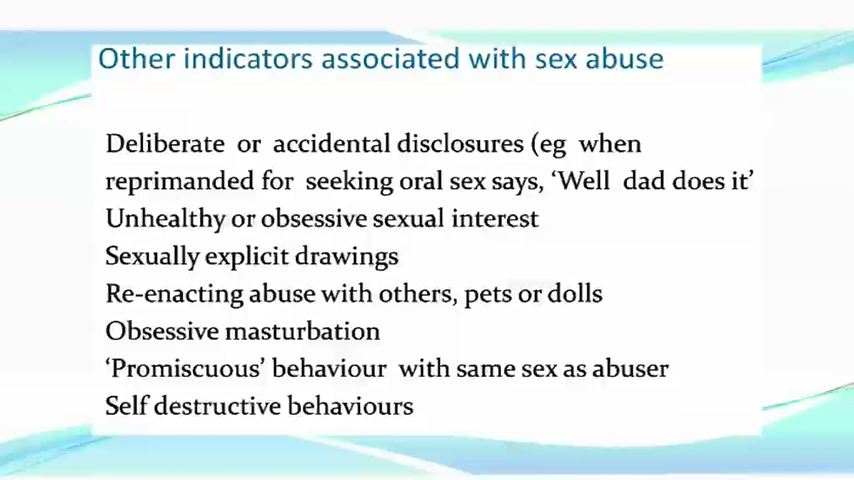 Other indicators associated with sex abuse
Deliberate or accidental disclosures (eg when
reprimanded for seeking oral sex says, ‘Well dad does it’
Unhealthy or obsessive sexual interest
Sexually explicit drawings
Re-enacting abuse with others, pets or dolls
Obsessive masturbation
‘Promiscuous’ behaviour with same sex as abuser
Self destructive behaviours